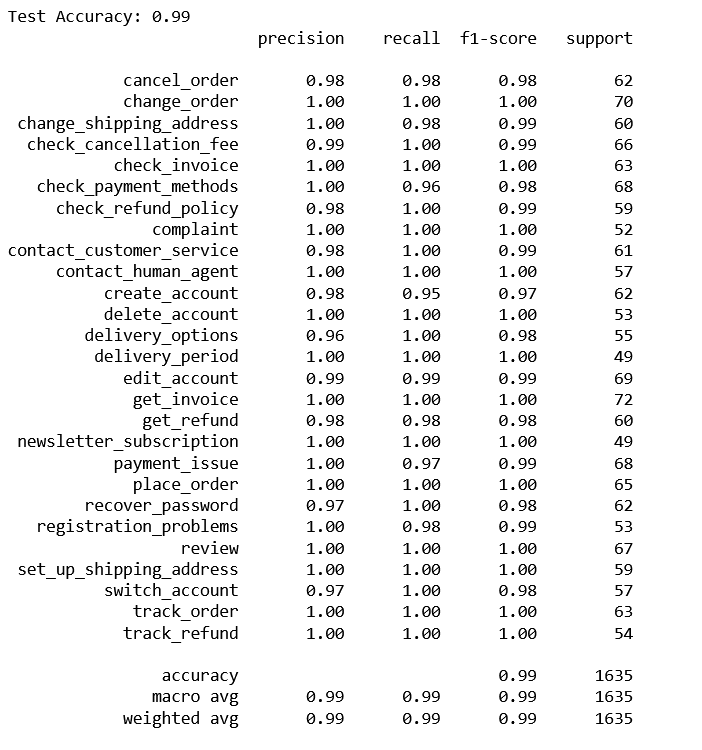 Test Accuracy: 0.99
precision recall f1-score support
cancel_order 0.98 0.98 0.98 62
change_order 1.00 1.00 1.00 70
change_shipping_address 1.00 0.98 0.99 60
check_cancellation_fee 0.99 1.00 0.99 66
check_invoice 1.00 1.00 1.00 63
check_payment_methods 1.00 0.96 0.98 68
check_refund_policy 0.98 1.00 0.99 59
complaint 1.00 1.00 1.00 52
contact_customer_service 0.98 1.00 0.99 61
contact_human_agent 1.00 1.00 1.00 57
create_account 0.98 0.95 0.97 62
delete_account 1.00 1.00 1.00 53
delivery_options 0.96 1.00 0.98 55
delivery_period 1.00 1.00 1.00 49
edit_account 0.99 0.99 0.99 69
get_invoice 1.00 1.00 1.00 72
get_refund 0.98 0.98 0.98 60
newsletter_subscription 1.00 1.00 1.00 49
payment_issue 1.00 0.97 0.99 68
place_order 1.00 1.00 1.00 65
recover_password 0.97 1.00 0.98 62
registration_problems 1.00 0.98 0.99 53
review 1.00 1.00 1.00 67
set_up_shipping_address 1.00 1.00 1.00 59
switch_account 0.97 1.00 0.98 57
track_order 1.00 1.00 1.00 63
track_refund 1.00 1.00 1.00 54
accuracy 0.99 1635
macro avg 0.99 0.99 0.99 1635
weighted avg 0.99 0.99 0.99 1635